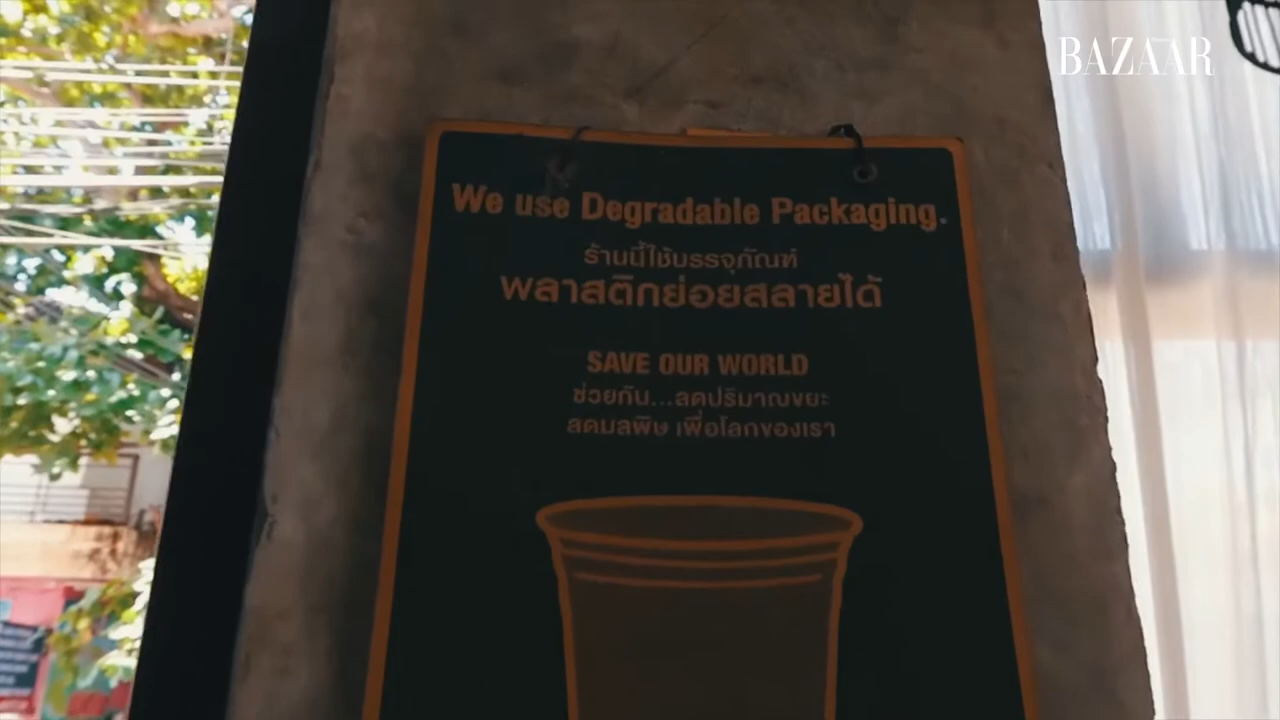 BAZAAR
We use Degradable Packaging.
ร้านนี้ใช้บรรจุภัณฑ์
พลาสติกย่อยสลายได้
SAVE OUR WORLD
ช่วยกัน...ลดปริมาณขยะ
ลดมลพิษ เพื่อโลกของเรา